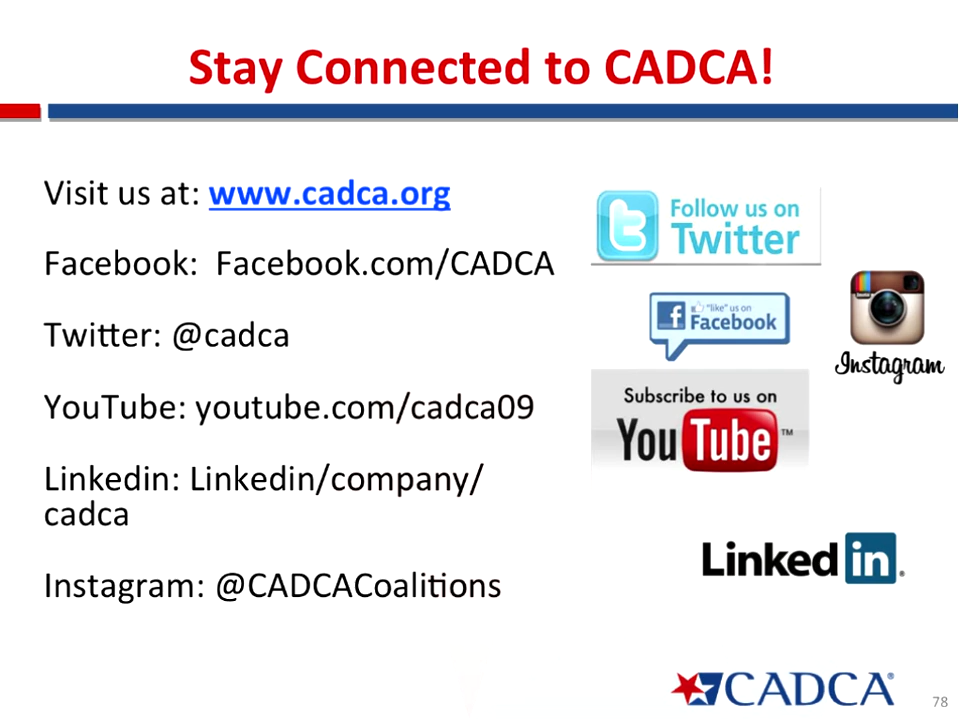 Stay Connected to CADCA!
Visit us at: www.cadca.org
Facebook:  Facebook.com/CADCA
Twitter: @cadca
YouTube: youtube.com/cadca09
Linkedin: Linkedin/company/
cadca
Instagram: @CADCACoalitions
Follow us on
Twitter
"like" us on
Facebook
Instagram
Subscribe to us on
YouTube™
Linked in®
CADCA®
78